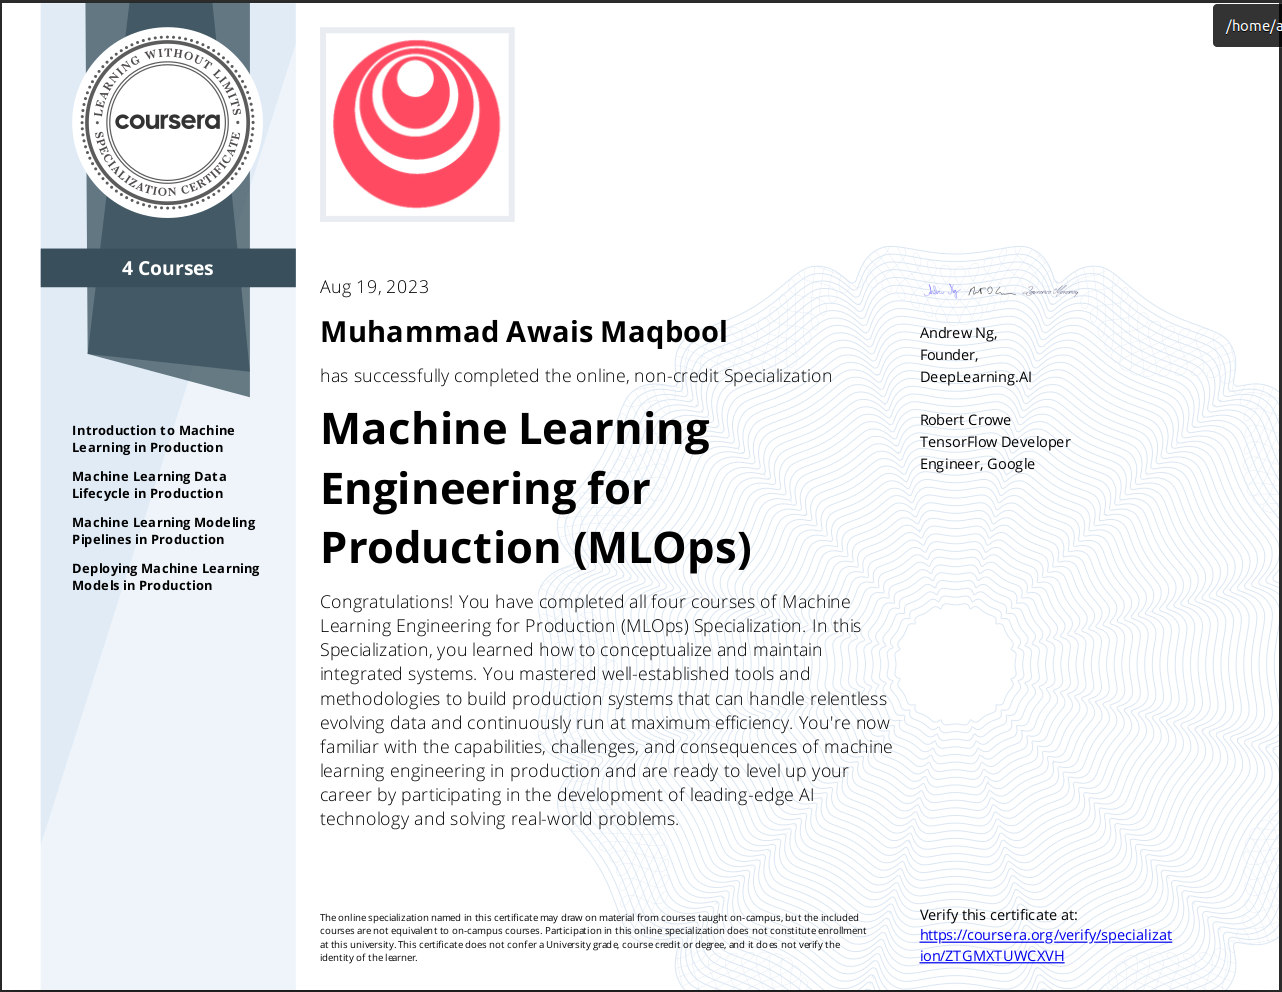 /home/a
LEARNING WITHOUT LIMITS
coursera
SPECIALIZATION CERTIFICATE
4 Courses
Introduction to Machine
Learning in Production
Machine Learning Data
Lifecycle in Production
Machine Learning Modeling
Pipelines in Production
Deploying Machine Learning
Models in Production
Aug 19, 2023
Muhammad Awais Maqbool
has successfully completed the online, non-credit Specialization
Machine Learning
Engineering for
Production (MLOps)
Congratulations! You have completed all four courses of Machine
Learning Engineering for Production (MLOps) Specialization. In this
Specialization, you learned how to conceptualize and maintain
integrated systems. You mastered well-established tools and
methodologies to build production systems that can handle relentless
evolving data and continuously run at maximum efficiency. You're now
familiar with the capabilities, challenges, and consequences of machine
learning engineering in production and are ready to level up your
career by participating in the development of leading-edge AI
technology and solving real-world problems.
Andrew Ng,
Founder,
DeepLearning.AI
Robert Crowe
TensorFlow Developer
Engineer, Google
The online specialization named in this certificate may draw on material from courses taught on-campus, but the included
courses are not equivalent to on-campus courses. Participation in this online specialization does not constitute enrollment
at this university. This certificate does not confer a University grade, course credit or degree, and it does not verify the
identity of the learner.
Verify this certificate at:
https://coursera.org/verify/specializat
ion/ZTGMXTUWCXVH